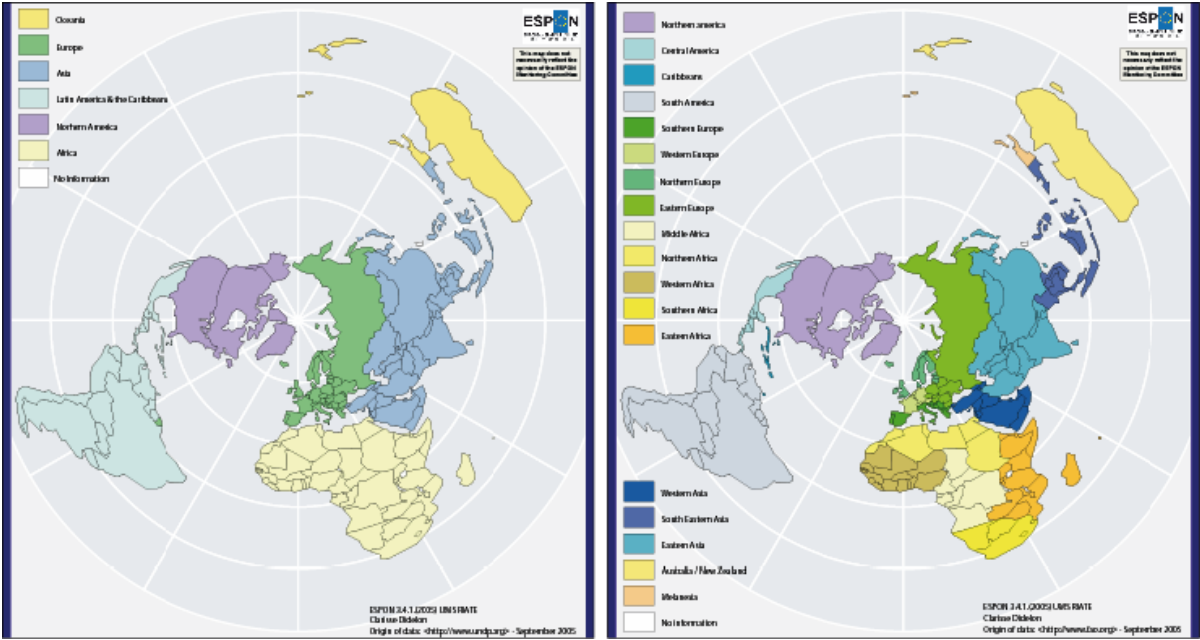 Oceania
Europe
Asia
Latin America & the Caribbeans
Northern America
Africa
No Information
ESPON
This map does not
necessarily reflect the
opinion of the ESPON
Monitoring Committee
ESPON 3.4.1. (2005) UMS RIATE
Clarisse Didelon
Origin of data: <http://www.undp.org> - September 2005
Northern america
Central America
Caribbeans
South America
Southern Europe
Western Europe
Northern Europe
Eastern Europe
Middle Africa
Northern Africa
Western Africa
Southern Africa
Eastern Africa
ESPON
This map does not
necessarily reflect the
opinion of the ESPON
Monitoring Committee
Western Asia
South Eastern Asia
Eastern Asia
Australia / New Zealand
Melanesia
No information
ESPON 3.4.1. (2005) UMS RIATE
Clarisse Didelon
Origin of data: <http://www.fao.org> - September 2005